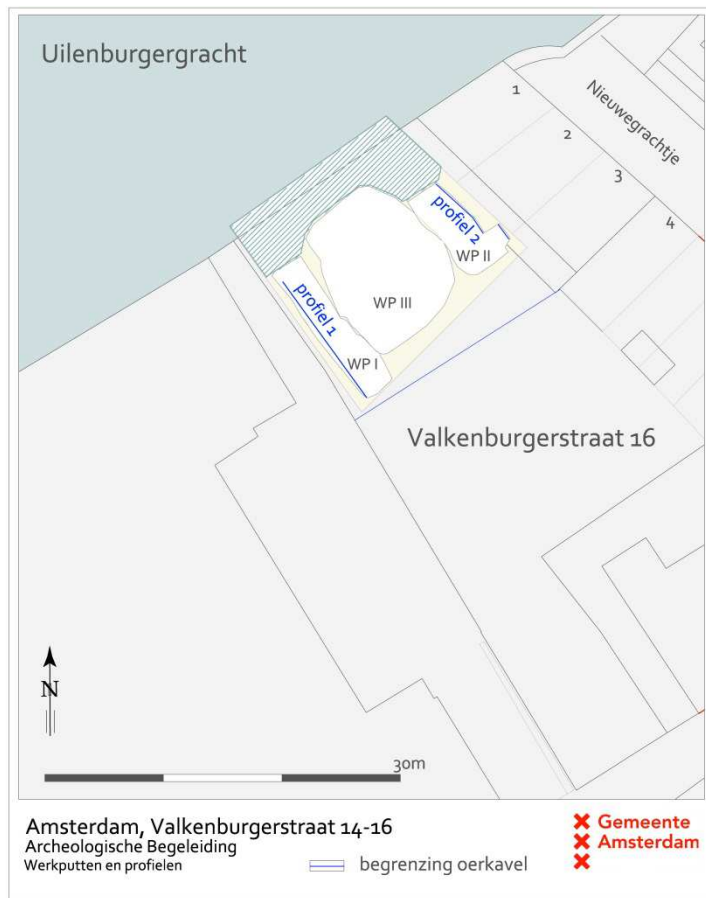 Uilenburgergracht
Nieuwegrachtje
1
2
3
4
profiel 2
WP II
WP III
profiel 1
WP I
Valkenburgerstraat 16
N
30m
Amsterdam, Valkenburgerstraat 14-16
Archeologische Begeleiding
Werkputten en profielen
begrenzing oerkavel
Gemeente
Amsterdam